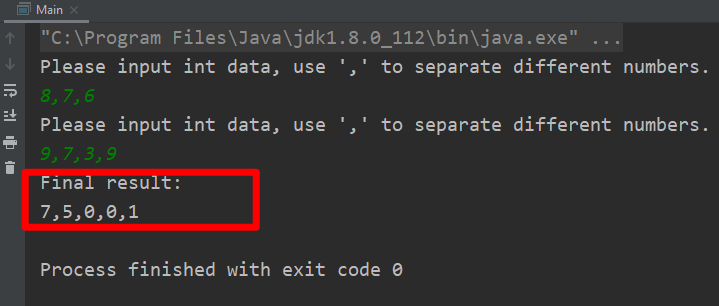 Main
"C:\Program Files\Java\jdk1.8.0_112\bin\java.exe" ...
Please input int data, use ',' to separate different numbers.
8,7,6
Please input int data, use ',' to separate different numbers.
9,7,3,9
Final result:
7,5,0,0,1
Process finished with exit code 0